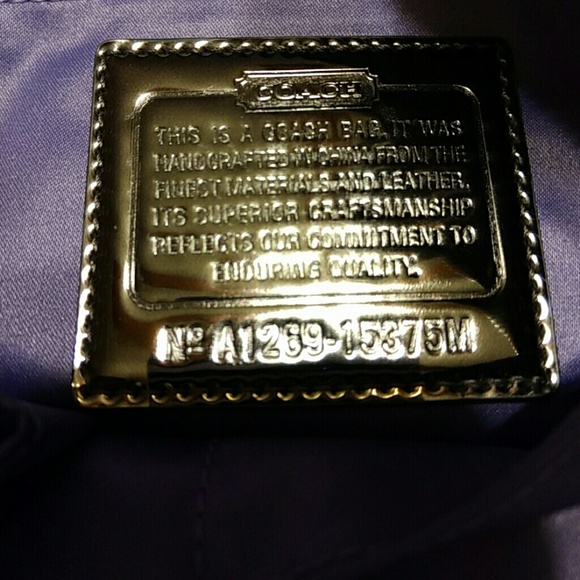 COACH
THIS IS A COACH BAG. IT WAS
HANDCRAFTED IN CHINA FROM THE
FINEST MATERIALS AND LEATHER.
ITS SUPERIOR CRAFTSMANSHIP
REFLECTS OUR COMMITMENT TO
ENDURING QUALITY.
Nº A1269-15375M